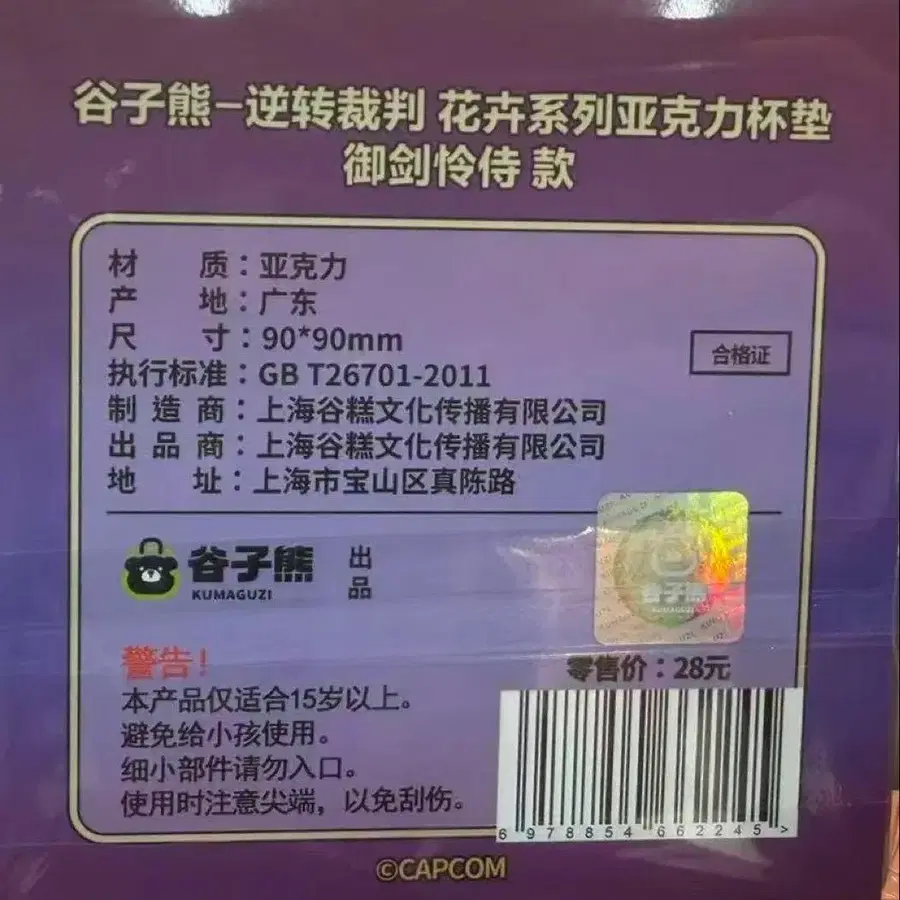 谷子熊-逆转裁判 花卉系列亚克力杯垫
御剑怜侍 款
材 质：亚克力
产 地：广东
尺 寸：90*90mm
执行标准：GB T26701-2011
合格证
制 造 商：上海谷糕文化传播有限公司
出 品 商：上海谷糕文化传播有限公司
地 址：上海市宝山区真陈路
谷子熊
KUMAGUZI
出品
谷子熊
KUMAGUZI
警告！
零售价：28元
本产品仅适合15岁以上。
避免给小孩使用。
细小部件请勿入口。
使用时注意尖端，以免刮伤。
6 978854 662245 >
©CAPCOM